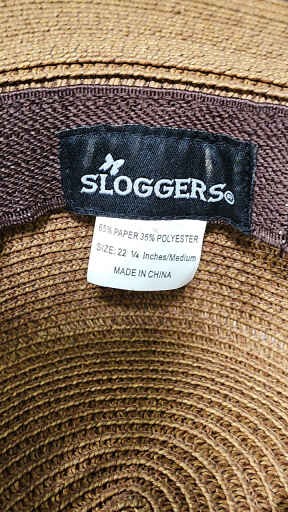 SLOGGERS®
65% PAPER 35% POLYESTER
SIZE: 22 ¼ Inches/Medium
MADE IN CHINA